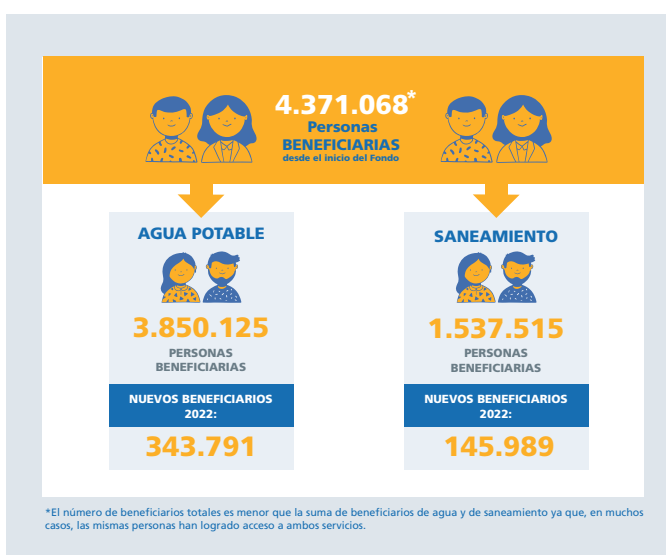 4.371.068*
Personas
BENEFICIARIAS
desde el inicio del Fondo
AGUA POTABLE
3.850.125
PERSONAS
BENEFICIARIAS
NUEVOS BENEFICIARIOS
2022:
343.791
SANEAMIENTO
1.537.515
PERSONAS
BENEFICIARIAS
NUEVOS BENEFICIARIOS
2022:
145.989
*El número de beneficiarios totales es menor que la suma de beneficiarios de agua y de saneamiento ya que, en muchos
casos, las mismas personas han logrado acceso a ambos servicios.